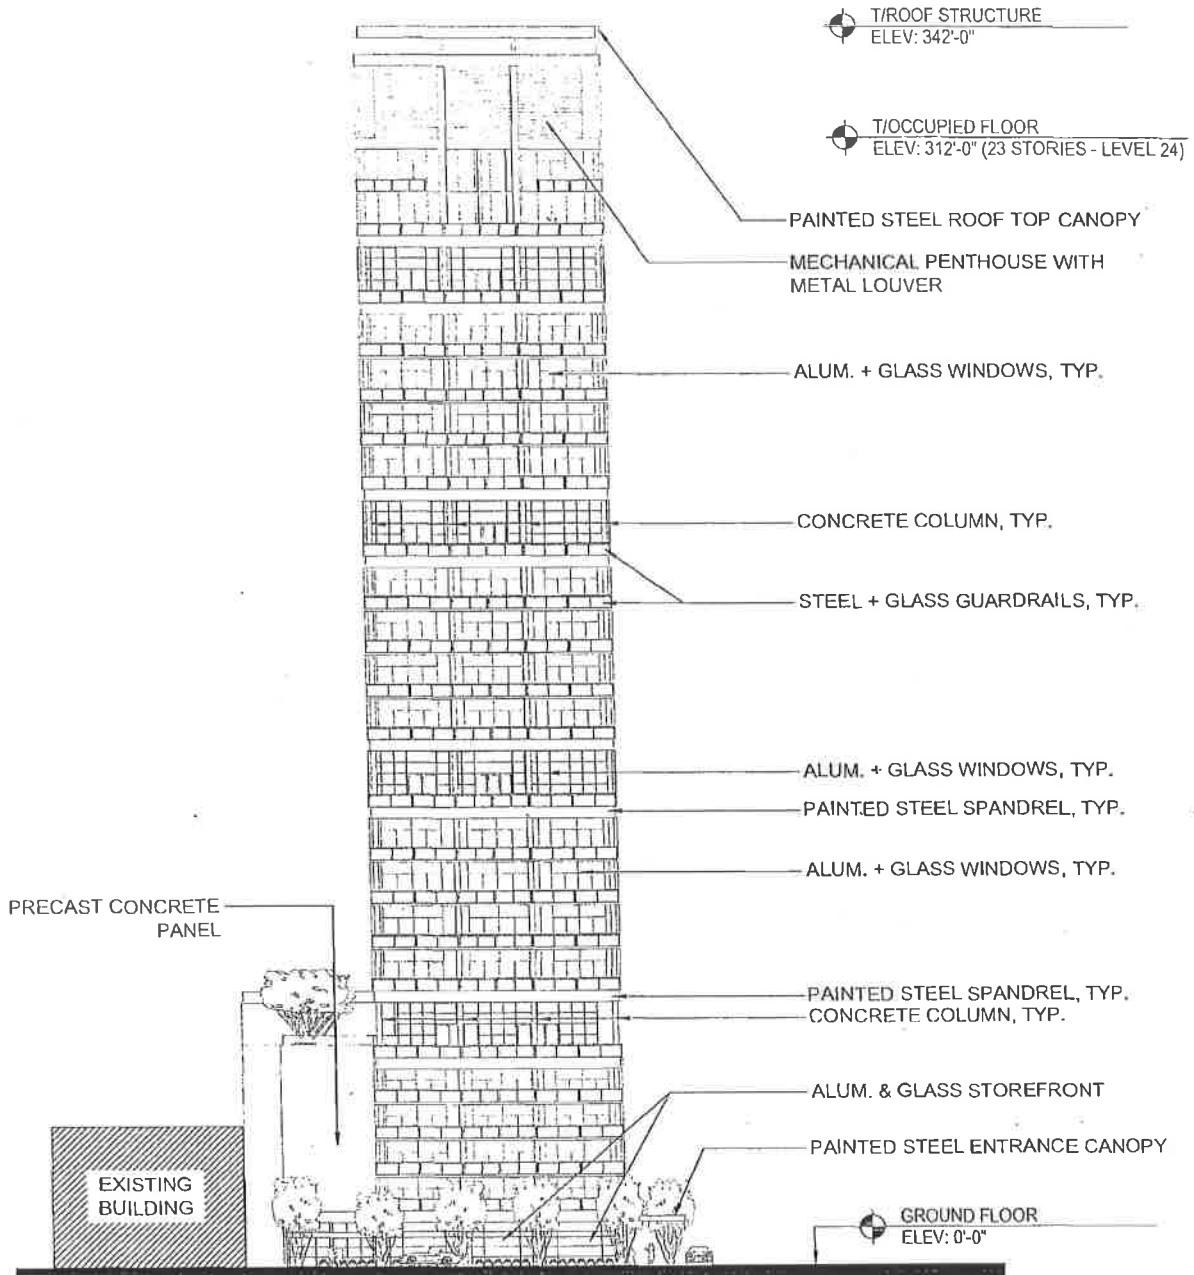 T/ROOF STRUCTURE
ELEV: 342'-0"
T/OCCUPIED FLOOR
ELEV: 312'-0" (23 STORIES - LEVEL 24)
PAINTED STEEL ROOF TOP CANOPY
MECHANICAL PENTHOUSE WITH
METAL LOUVER
ALUM. + GLASS WINDOWS, TYP.
CONCRETE COLUMN, TYP.
STEEL + GLASS GUARDRAILS, TYP.
ALUM. + GLASS WINDOWS, TYP.
PAINTED STEEL SPANDREL, TYP.
ALUM. + GLASS WINDOWS, TYP.
PRECAST CONCRETE
PANEL
PAINTED STEEL SPANDREL, TYP.
CONCRETE COLUMN, TYP.
ALUM. & GLASS STOREFRONT
PAINTED STEEL ENTRANCE CANOPY
EXISTING
BUILDING
GROUND FLOOR
ELEV: 0'-0"